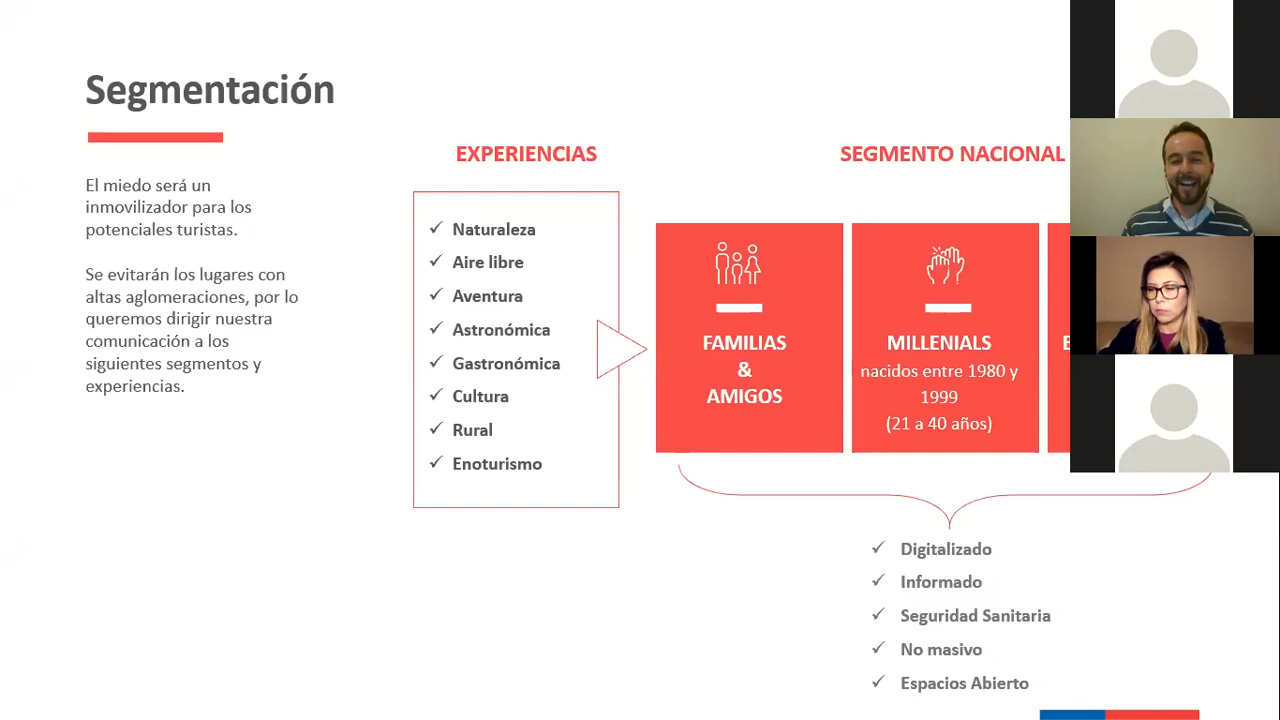 Segmentación
El miedo será un
inmovilizador para los
potenciales turistas.
Se evitarán los lugares con
altas aglomeraciones, por lo
queremos dirigir nuestra
comunicación a los
siguientes segmentos y
experiencias.
EXPERIENCIAS
✓ Naturaleza
✓ Aire libre
✓ Aventura
✓ Astronómica
✓ Gastronómica
✓ Cultura
✓ Rural
✓ Enoturismo
SEGMENTO NACIONAL
FAMILIAS
&
AMIGOS
MILLENIALS
nacidos entre 1980 y
1999
(21 a 40 años)
✓ Digitalizado
✓ Informado
✓ Seguridad Sanitaria
✓ No masivo
✓ Espacios Abierto